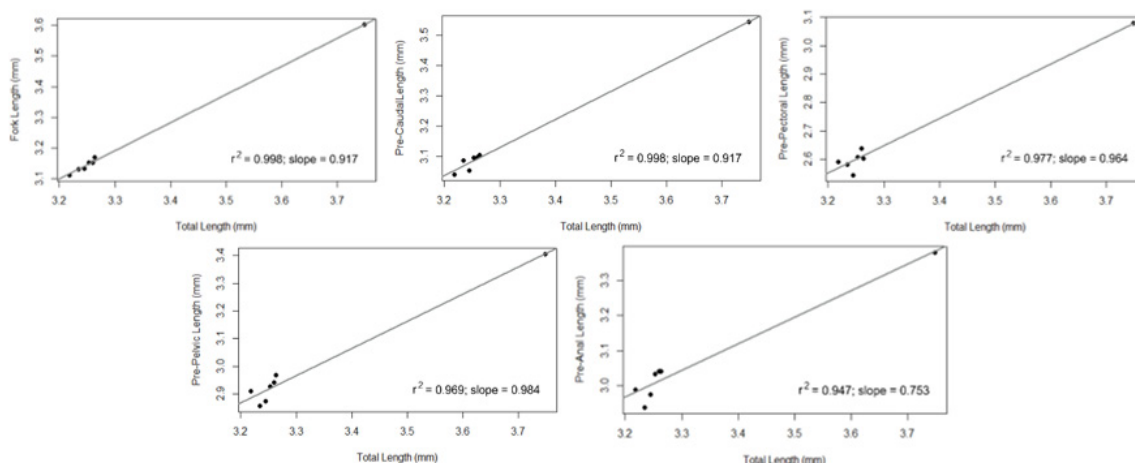 Fork Length (mm)
3.1 3.2 3.3 3.4 3.5 3.6
r² = 0.998; slope = 0.917
3.2 3.3 3.4 3.5 3.6 3.7
Total Length (mm)
Pre-CaudalLength (mm)
3.1 3.2 3.3 3.4 3.5
r² = 0.998; slope = 0.917
3.2 3.3 3.4 3.5 3.6 3.7
Total Length (mm)
Pre-Pectoral Length (mm)
2.6 2.7 2.8 2.9 3.0 3.1
r² = 0.977; slope = 0.964
3.2 3.3 3.4 3.5 3.6 3.7
Total Length (mm)
Pre-Pelvic Length (mm)
2.9 3.0 3.1 3.2 3.3 3.4
r² = 0.969; slope = 0.984
3.2 3.3 3.4 3.5 3.6 3.7
Total Length (mm)
Pre-Anal Length (mm)
3.0 3.1 3.2 3.3
r² = 0.947; slope = 0.753
3.2 3.3 3.4 3.5 3.6 3.7
Total Length (mm)